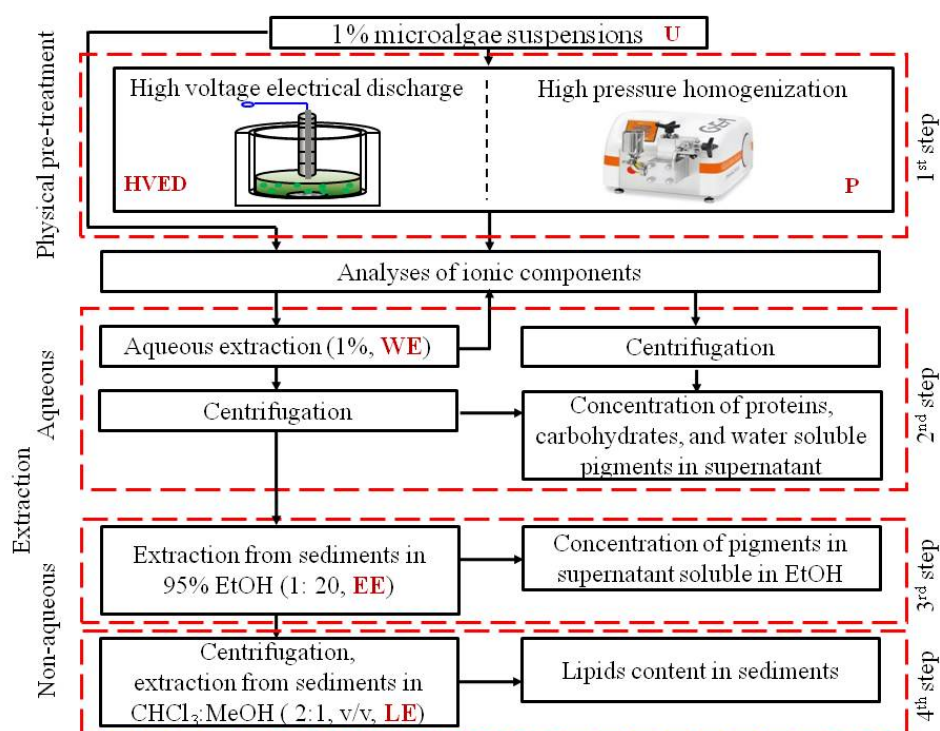 1% microalgae suspensions U
Physical pre-treatment
High voltage electrical discharge
HVED
High pressure homogenization
GEA
P
1st step
Analyses of ionic components
Extraction
Aqueous
Aqueous extraction (1%, WE)
Centrifugation
Centrifugation
Concentration of proteins,
carbohydrates, and water soluble
pigments in supernatant
2nd step
Non-aqueous
Extraction from sediments in
95% EtOH (1: 20, EE)
Concentration of pigments in
supernatant soluble in EtOH
3rd step
Centrifugation,
extraction from sediments in
CHCl3:MeOH ( 2:1, v/v, LE)
Lipids content in sediments
4th step